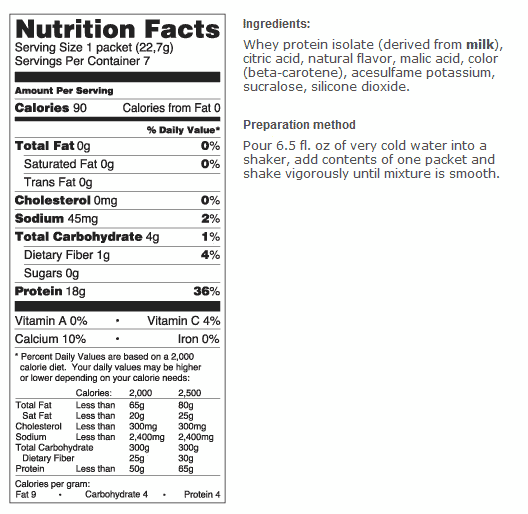 Nutrition Facts
Serving Size 1 packet (22,7g)
Servings Per Container 7
Amount Per Serving
Calories 90 Calories from Fat 0
% Daily Value*
Total Fat 0g 0%
Saturated Fat 0g 0%
Trans Fat 0g
Cholesterol 0mg 0%
Sodium 45mg 2%
Total Carbohydrate 4g 1%
Dietary Fiber 1g 4%
Sugars 0g
Protein 18g 36%
Vitamin A 0% • Vitamin C 4%
Calcium 10% • Iron 0%
* Percent Daily Values are based on a 2,000
calorie diet. Your daily values may be higher
or lower depending on your calorie needs:
Calories: 2,000 2,500
Total Fat Less than 65g 80g
Sat Fat Less than 20g 25g
Cholesterol Less than 300mg 300mg
Sodium Less than 2,400mg 2,400mg
Total Carbohydrate 300g 300g
Dietary Fiber 25g 30g
Protein Less than 50g 65g
Calories per gram:
Fat 9 • Carbohydrate 4 • Protein 4
Ingredients:
Whey protein isolate (derived from milk),
citric acid, natural flavor, malic acid, color
(beta-carotene), acesulfame potassium,
sucralose, silicone dioxide.
Preparation method
Pour 6.5 fl. oz of very cold water into a
shaker, add contents of one packet and
shake vigorously until mixture is smooth.